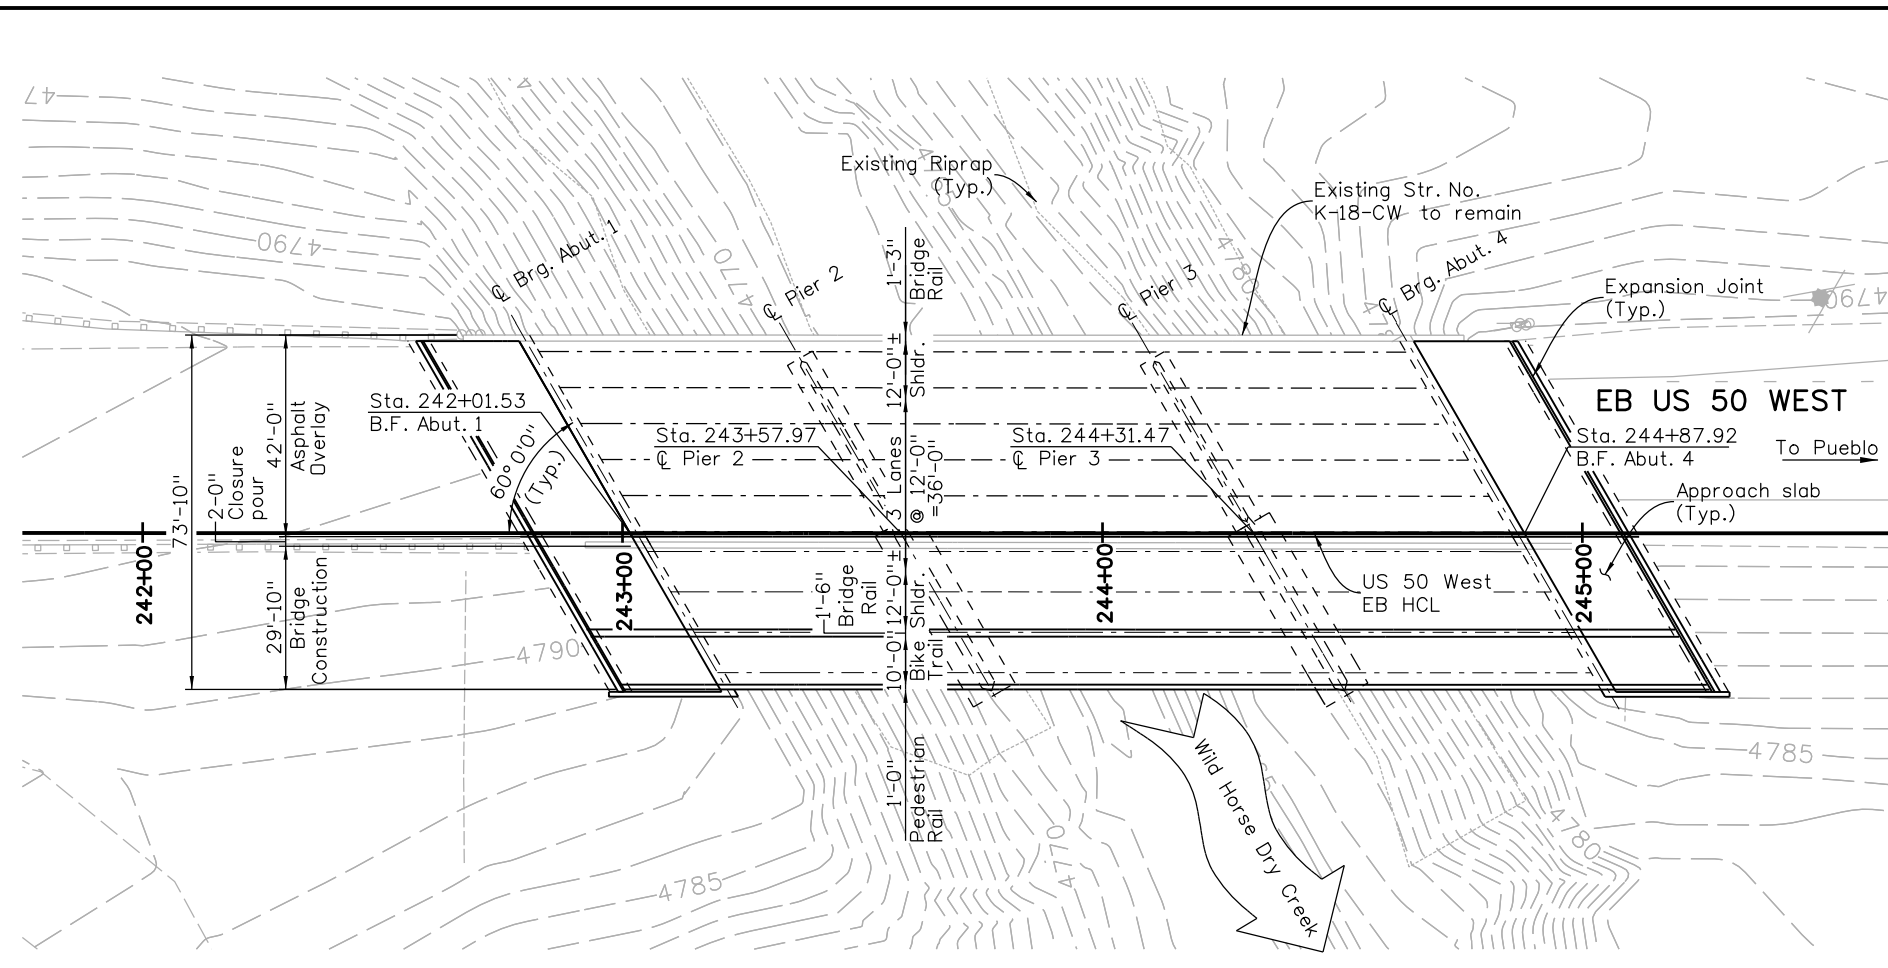 47
4790
4770
4765
Existing Riprap
(Typ.)
Existing Str. No.
K-18-CW to remain
4780
℄ Brg. Abut. 1
℄ Pier 2
1'-3"
Bridge
Rail
℄ Pier 3
℄ Brg. Abut. 4
Expansion Joint
(Typ.)
4790
EB US 50 WEST
Sta. 242+01.53
B.F. Abut. 1
60°0'0"
(Typ.)
Sta. 243+57.97
℄ Pier 2
12'-0"±
Shldr.
3 Lanes
@ 12'-0"
=36'-0"
Sta. 244+31.47
℄ Pier 3
Sta. 244+87.92
B.F. Abut. 4
To Pueblo
Approach slab
(Typ.)
73'-10"
2'-0"
Closure
pour
42'-0"
Asphalt
Overlay
29'-10"
Bridge
Construction
242+00
243+00
244+00
245+00
1'-6"
Bridge
Rail
12'-0"±
Shldr.
10'-0"
Bike
Trail
US 50 West
EB HCL
4790
1'-0"
Pedestrian
Rail
Wild Horse Dry Creek
4785
4780
4770
4785